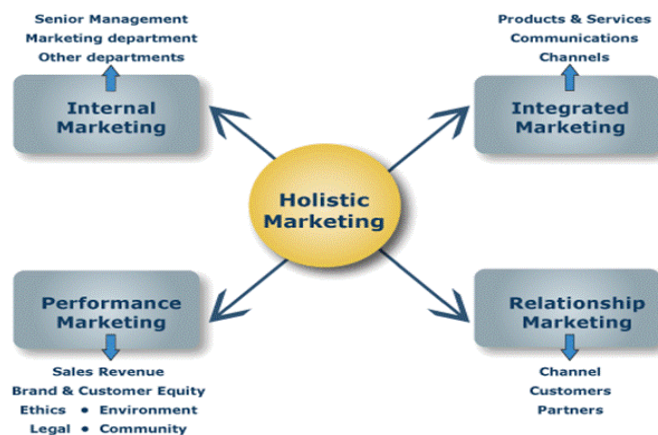 Senior Management
Marketing department
Other departments
Internal
Marketing
Products & Services
Communications
Channels
Integrated
Marketing
Holistic
Marketing
Performance
Marketing
Sales Revenue
Brand & Customer Equity
Ethics • Environment
Legal • Community
Relationship
Marketing
Channel
Customers
Partners